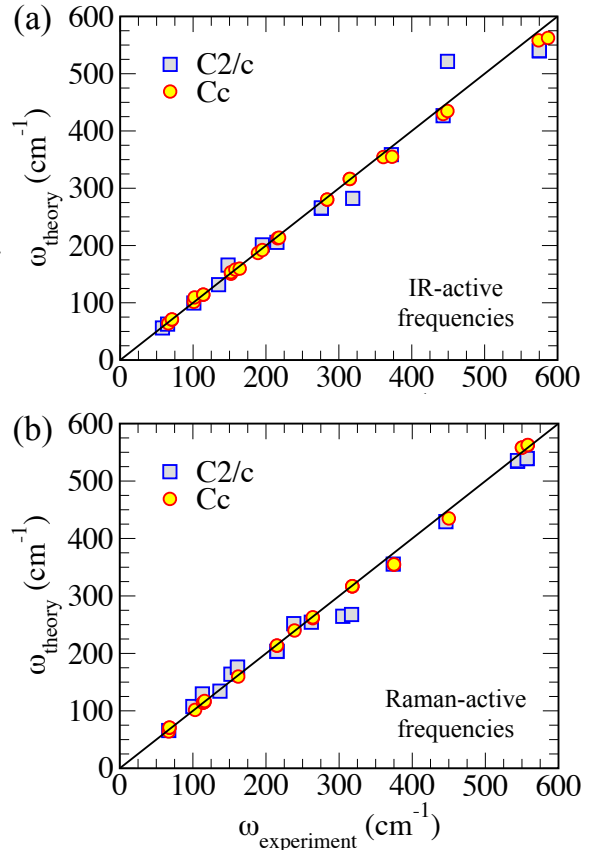 (a)
600
500
400
300
200
100
0
ω_theory (cm⁻¹)
C2/c
Cc
IR-active
frequencies
0 100 200 300 400 500 600
(b)
600
500
400
300
200
100
0
ω_theory (cm⁻¹)
C2/c
Cc
Raman-active
frequencies
0 100 200 300 400 500 600
ω_experiment (cm⁻¹)